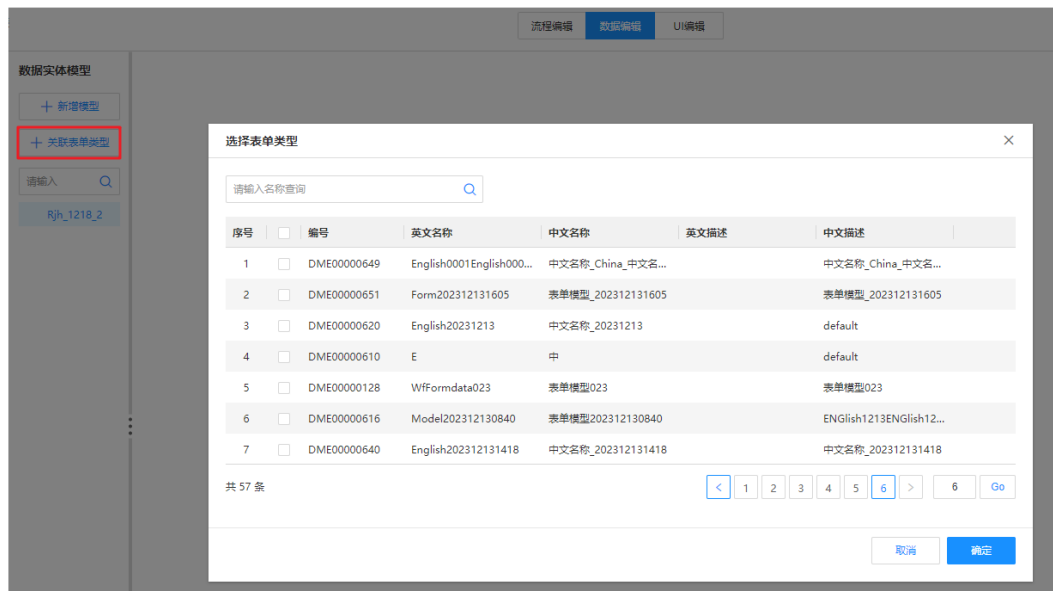 流程编辑 数据编辑 UI编辑
数据实体模型
新增模型
关联表单类型
请输入
Rjh_1218_2
选择表单类型
请输入名称查询
序号 编号 英文名称 中文名称 英文描述 中文描述
1 DME00000649 English0001English000... 中文名称_China_中文名... 中文名称_China_中文名...
2 DME00000651 Form202312131605 表单模型_202312131605 表单模型_202312131605
3 DME00000620 English20231213 中文名称_20231213 default
4 DME00000610 E 中 default
5 DME00000128 WfFormdata023 表单模型023 表单模型023
6 DME00000616 Model202312130840 表单模型202312130840 ENGlish1213ENGlish12...
7 DME00000640 English202312131418 中文名称_202312131418 中文名称_202312131418
共 57 条 < 1 2 3 4 5 6 > 6 Go
取消 确定